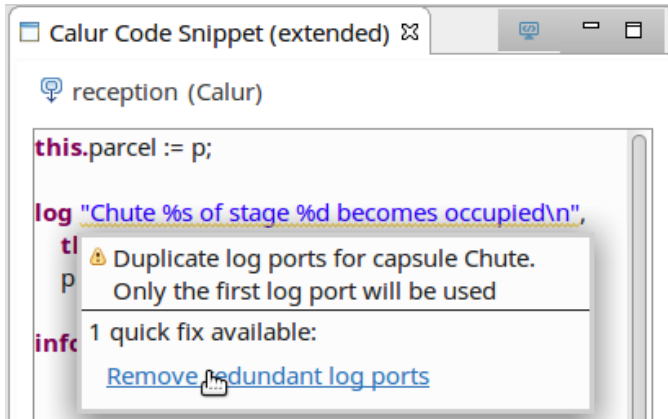 Calur Code Snippet (extended)
reception (Calur)
this.parcel := p;
log "Chute %s of stage %d becomes occupied\n",
Duplicate log ports for capsule Chute.
Only the first log port will be used
1 quick fix available:
Remove redundant log ports